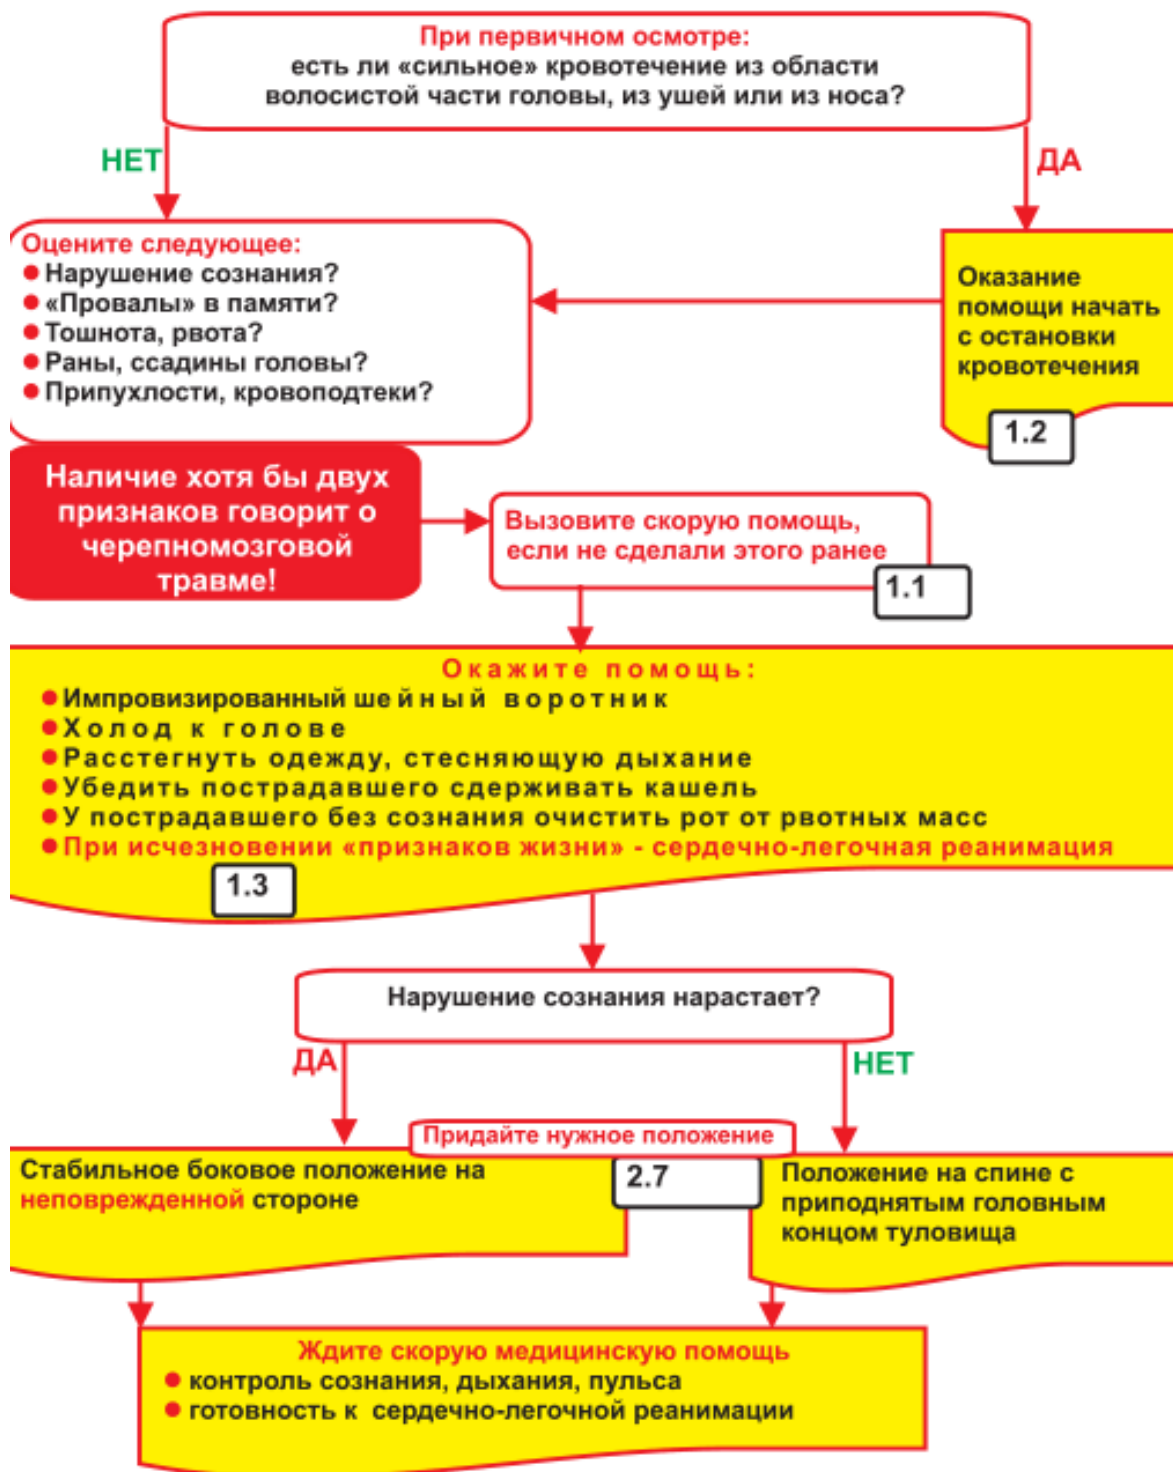 При первичном осмотре:
есть ли «сильное» кровотечение из области
волосистой части головы, из ушей или из носа?
НЕТ
ДА
Оцените следующее:
Нарушение сознания?
«Провалы» в памяти?
Тошнота, рвота?
Раны, ссадины головы?
Припухлости, кровоподтеки?
Оказание
помощи начать
с остановки
кровотечения
1.2
Наличие хотя бы двух
признаков говорит о
черепномозговой
травме!
Вызовите скорую помощь,
если не сделали этого ранее
1.1
Окажите помощь:
Импровизированный шейный воротник
Холод к голове
Расстегнуть одежду, стесняющую дыхание
Убедить пострадавшего сдерживать кашель
У пострадавшего без сознания очистить рот от рвотных масс
При исчезновении «признаков жизни» - сердечно-легочная реанимация
1.3
Нарушение сознания нарастает?
ДА
НЕТ
Придайте нужное положение
Стабильное боковое положение на
неповрежденной стороне
2.7
Положение на спине с
приподнятым головным
концом туловища
Ждите скорую медицинскую помощь
контроль сознания, дыхания, пульса
готовность к сердечно-легочной реанимации